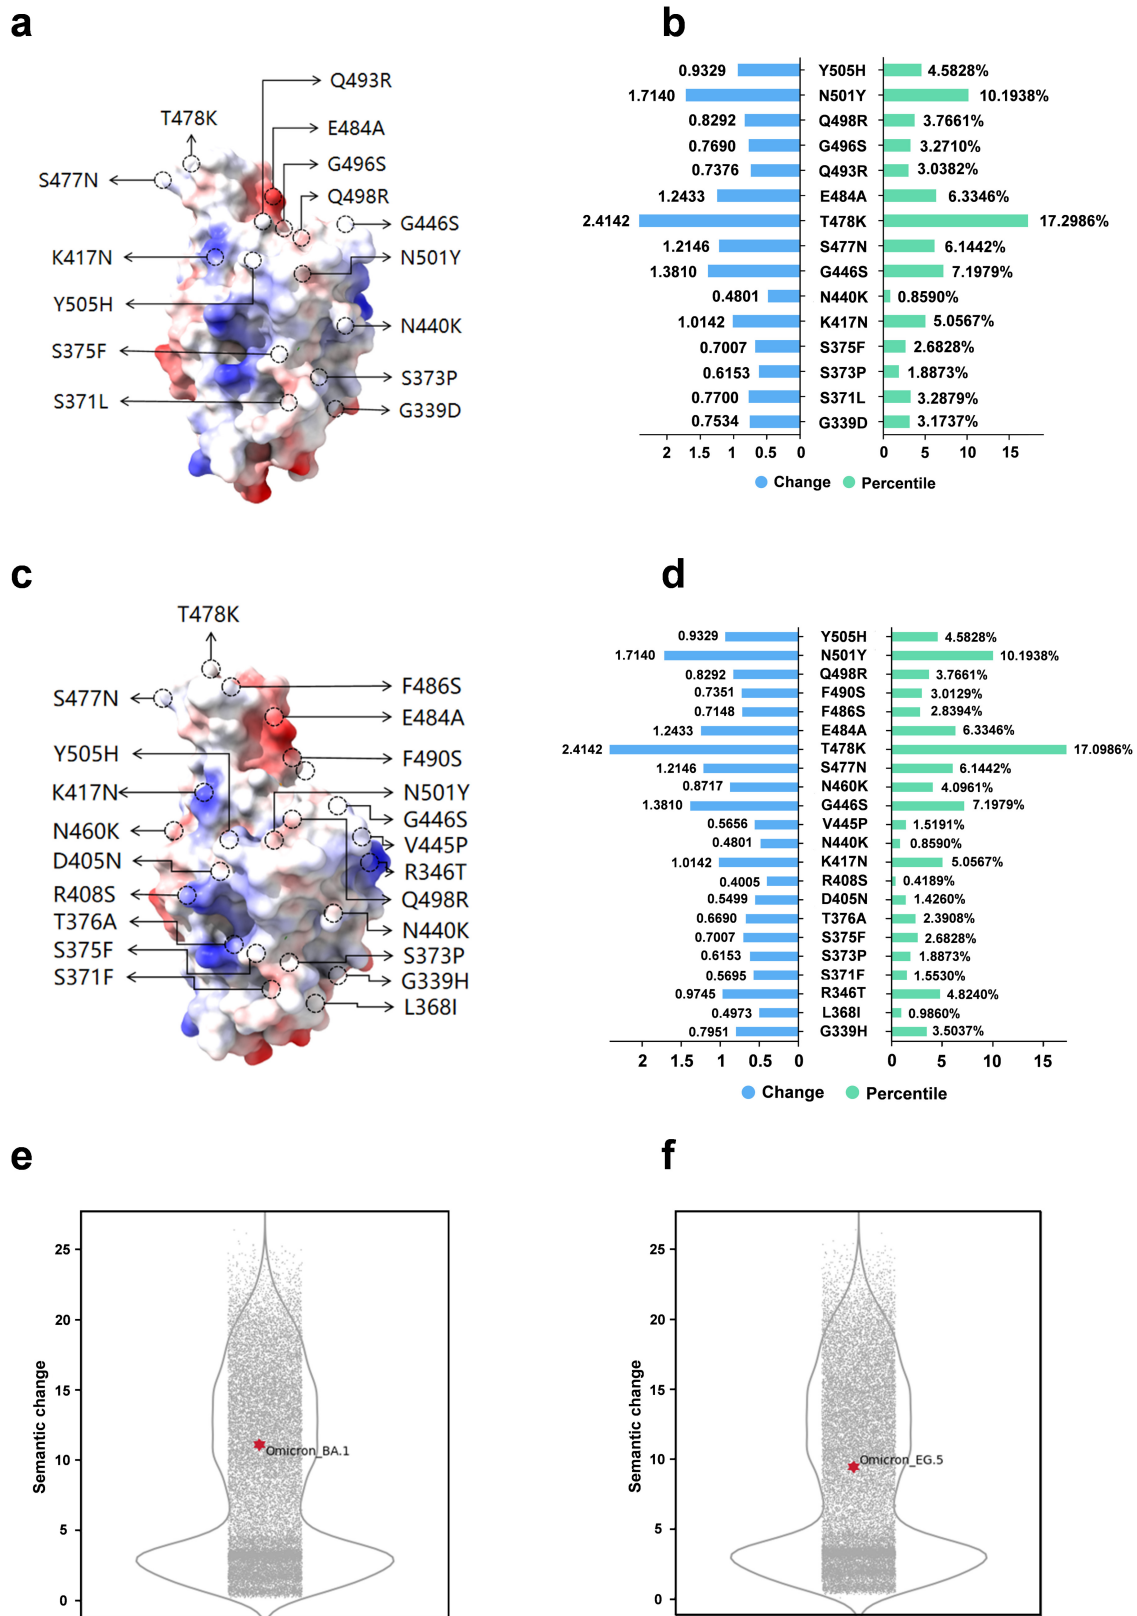 a
Q493R
T478K
E484A
G496S
S477N
Q498R
G446S
K417N
N501Y
Y505H
N440K
S375F
S373P
S371L
G339D
b
0.9329 Y505H 4.5828%
1.7140 N501Y 10.1938%
0.8292 Q498R 3.7661%
0.7690 G496S 3.2710%
0.7376 Q493R 3.0382%
1.2433 E484A 6.3346%
2.4142 T478K 17.2986%
1.2146 S477N 6.1442%
1.3810 G446S 7.1979%
0.4801 N440K 0.8590%
1.0142 K417N 5.0567%
0.7007 S375F 2.6828%
0.6153 S373P 1.8873%
0.7700 S371L 3.2879%
0.7534 G339D 3.1737%
2 1.5 1 0.5 0 0 5 10 15
Change Percentile
c
T478K
F486S
S477N
E484A
Y505H
F490S
K417N
N501Y
G446S
N460K
V445P
D405N
R346T
R408S
Q498R
T376A
N440K
S375F
S373P
S371F
G339H
L368I
d
0.9329 Y505H 4.5828%
1.7140 N501Y 10.1938%
0.8292 Q498R 3.7661%
0.7351 F490S 3.0129%
0.7148 F486S 2.8394%
1.2433 E484A 6.3346%
2.4142 T478K 17.0986%
1.2146 S477N 6.1442%
0.8717 N460K 4.0961%
1.3810 G446S 7.1979%
0.5656 V445P 1.5191%
0.4801 N440K 0.8590%
1.0142 K417N 5.0567%
0.4005 R408S 0.4189%
0.5499 D405N 1.4260%
0.6690 T376A 2.3908%
0.7007 S375F 2.6828%
0.6153 S373P 1.8873%
0.5695 S371F 1.5530%
0.9745 R346T 4.8240%
0.4973 L368I 0.9860%
0.7951 G339H 3.5037%
2 1.5 1 0.5 0 0 5 10 15
Change Percentile
e
Semantic change
25
20
15
10
5
0
Omicron_BA.1
f
Semantic change
25
20
15
10
5
0
Omicron_EG.5